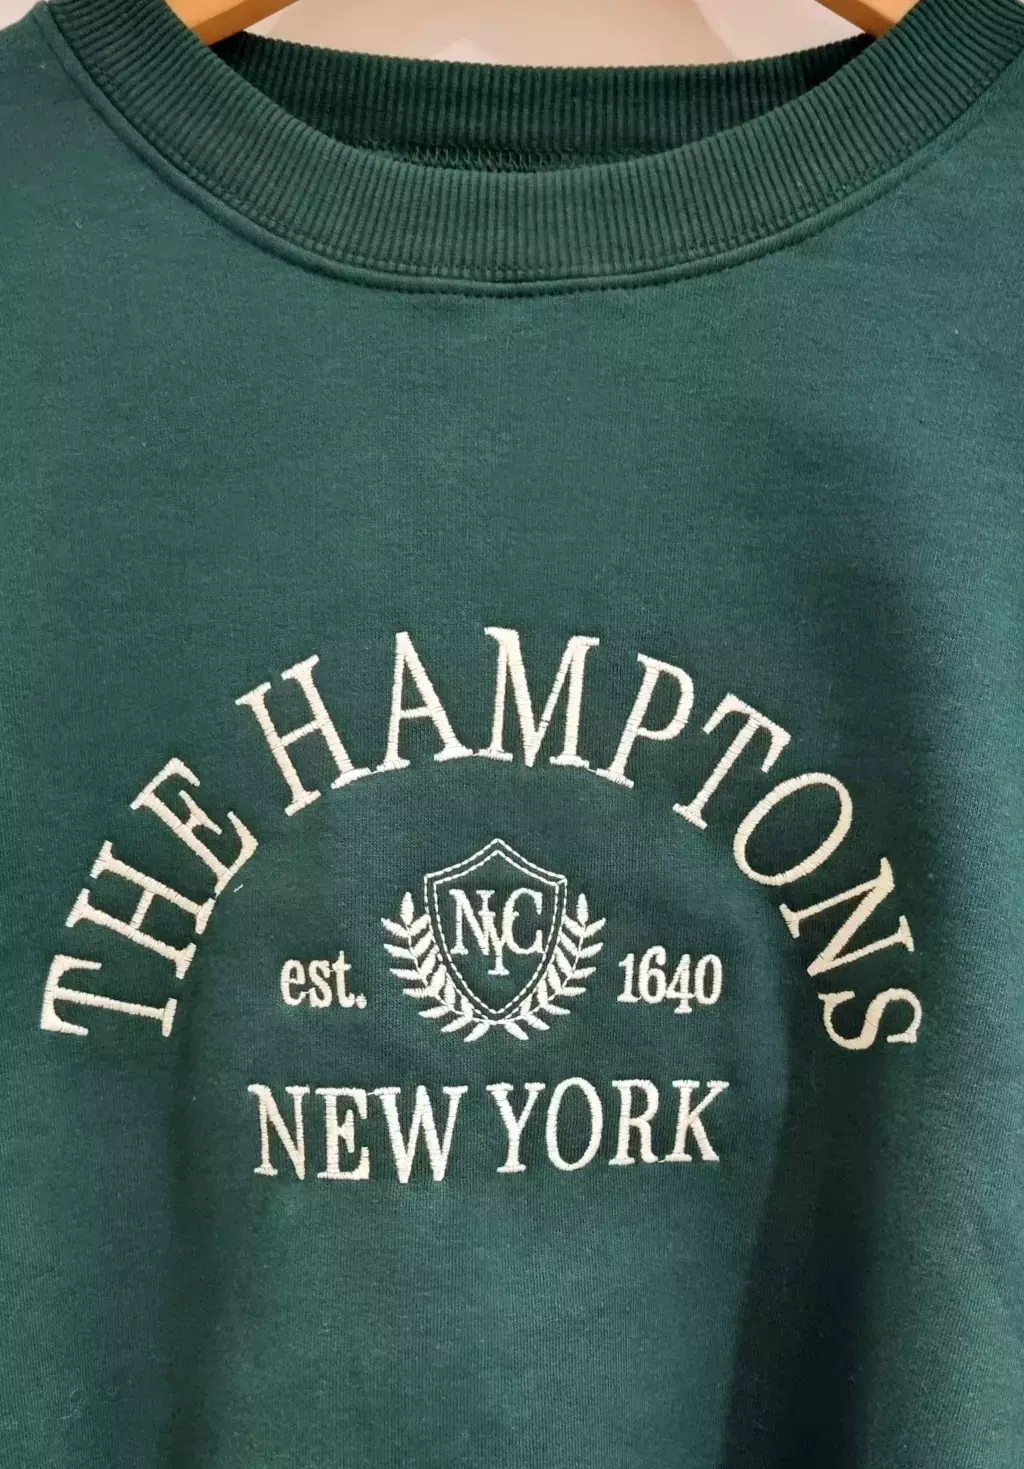 THE HAMPTONS
NYC
est. 1640
NEW YORK